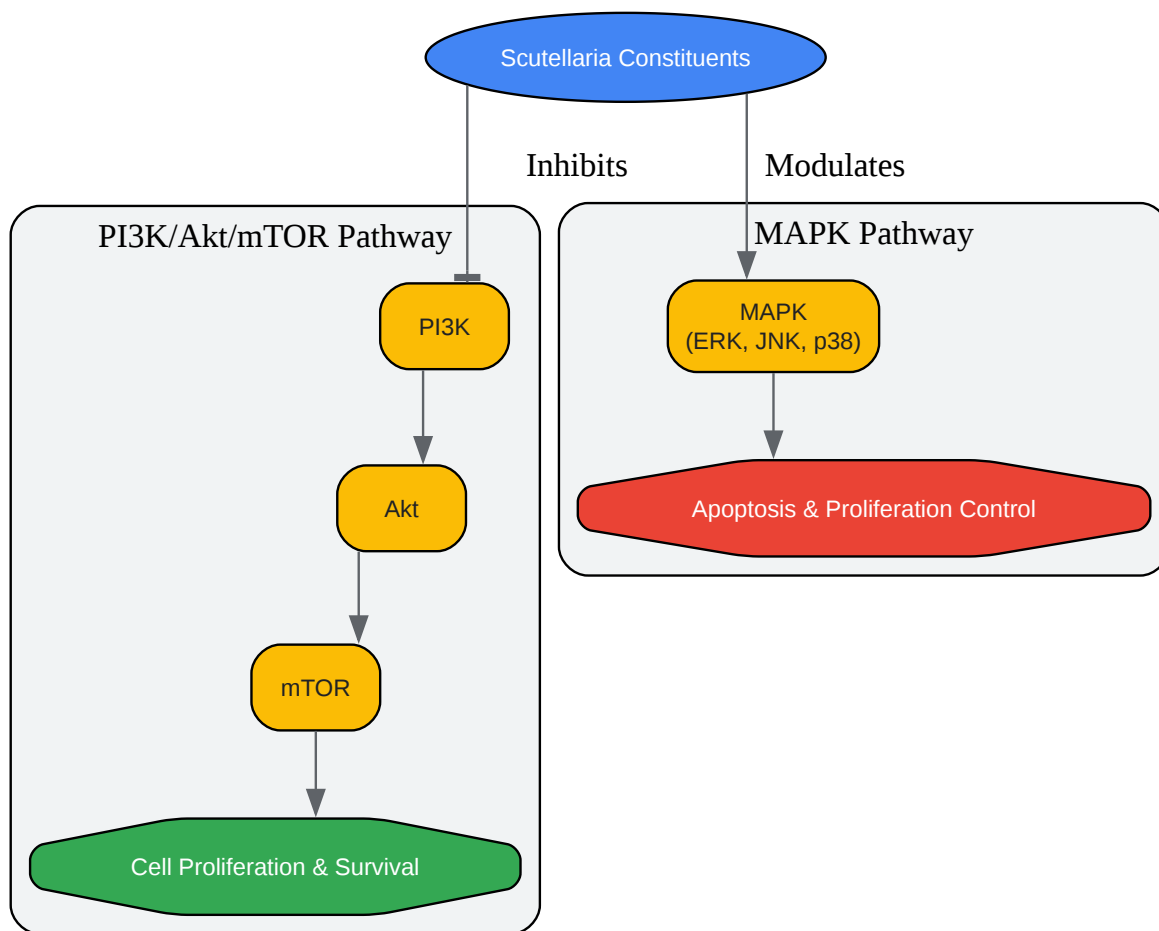 Scutellaria Constituents
Inhibits
Modulates
PI3K/Akt/mTOR Pathway
MAPK Pathway
PI3K
MAPK
(ERK, JNK, p38)
Akt
Apoptosis & Proliferation Control
mTOR
Cell Proliferation & Survival